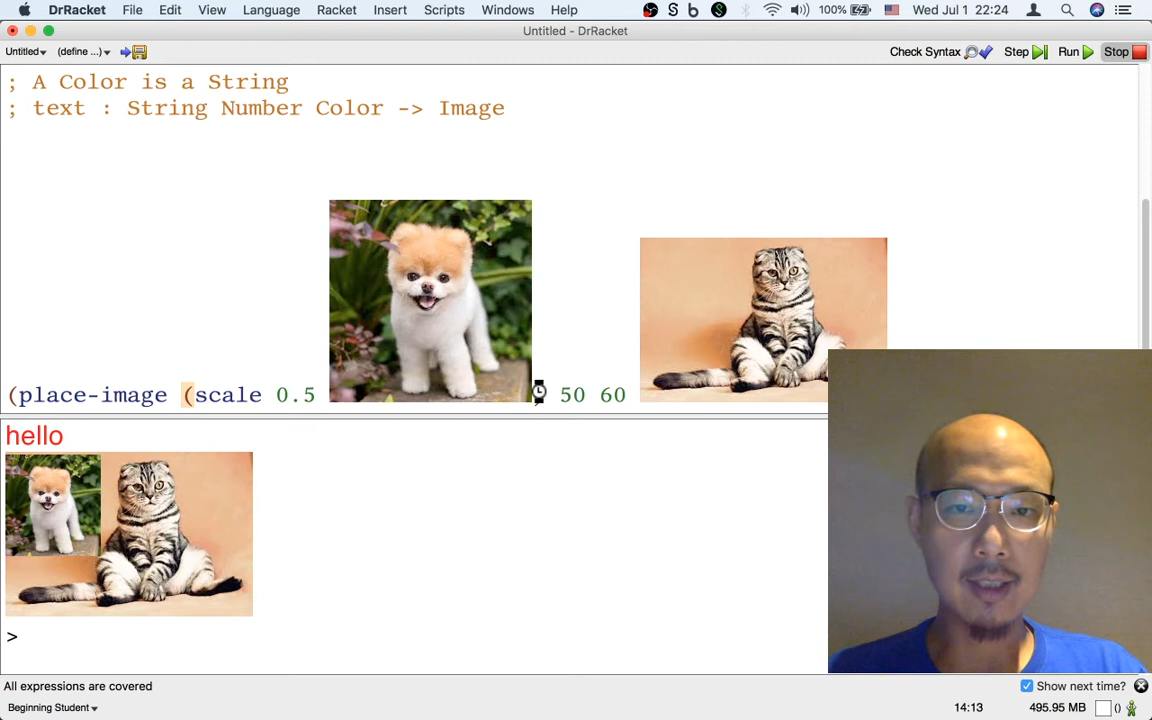 DrRacket File Edit View Language Racket Insert Scripts Windows Help 100% Wed Jul 1 22:24
Untitled - DrRacket
Untitled (define ...) Check Syntax Step Run Stop
; A Color is a String
; text : String Number Color -> Image
(place-image (scale 0.5 50 60
hello
>
All expressions are covered Show next time?
Beginning Student 14:13 495.95 MB ()